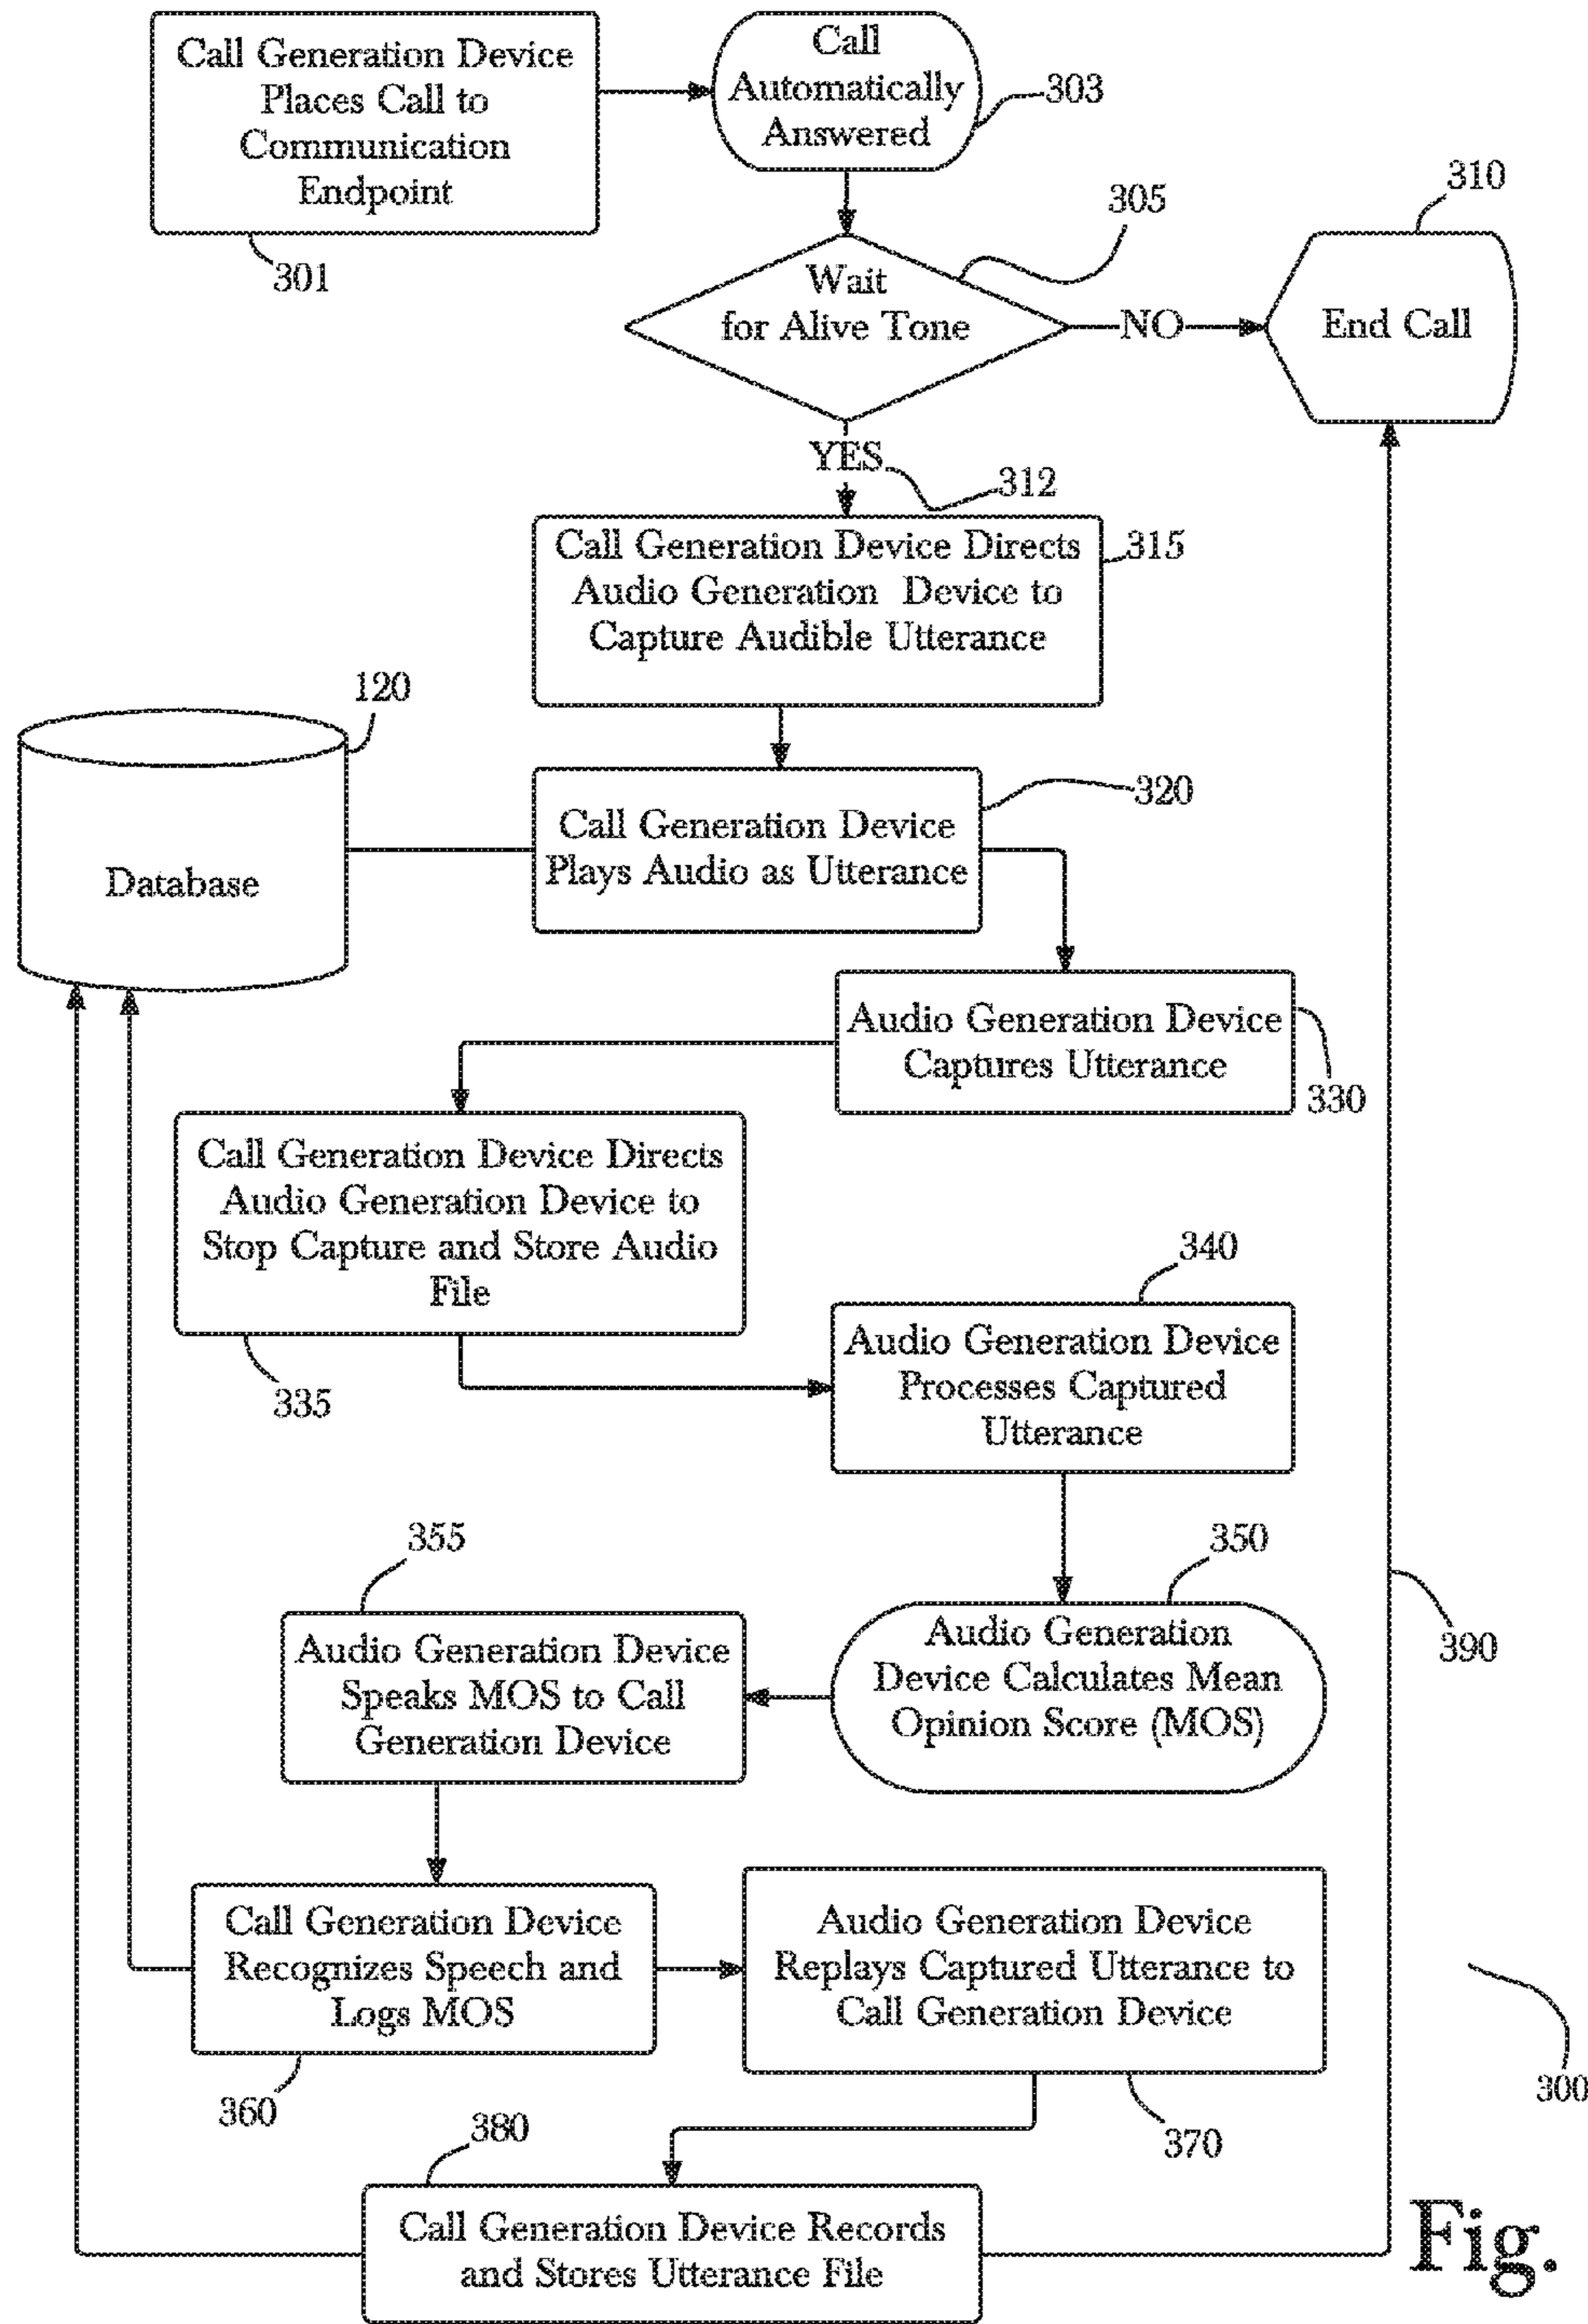 Call Generation Device
Places Call to
Communication
Endpoint
301
Call
Automatically
Answered
303
305
Wait
for Alive Tone
NO
310
End Call
YES
312
Call Generation Device Directs
Audio Generation Device to
Capture Audible Utterance
315
120
Database
Call Generation Device
Plays Audio as Utterance
320
Audio Generation Device
Captures Utterance
330
Call Generation Device Directs
Audio Generation Device to
Stop Capture and Store Audio
File
335
340
Audio Generation Device
Processes Captured
Utterance
350
Audio Generation
Device Calculates Mean
Opinion Score (MOS)
390
355
Audio Generation Device
Speaks MOS to Call
Generation Device
Call Generation Device
Recognizes Speech and
Logs MOS
360
Audio Generation Device
Replays Captured Utterance to
Call Generation Device
370
300
380
Call Generation Device Records
and Stores Utterance File
Fig.